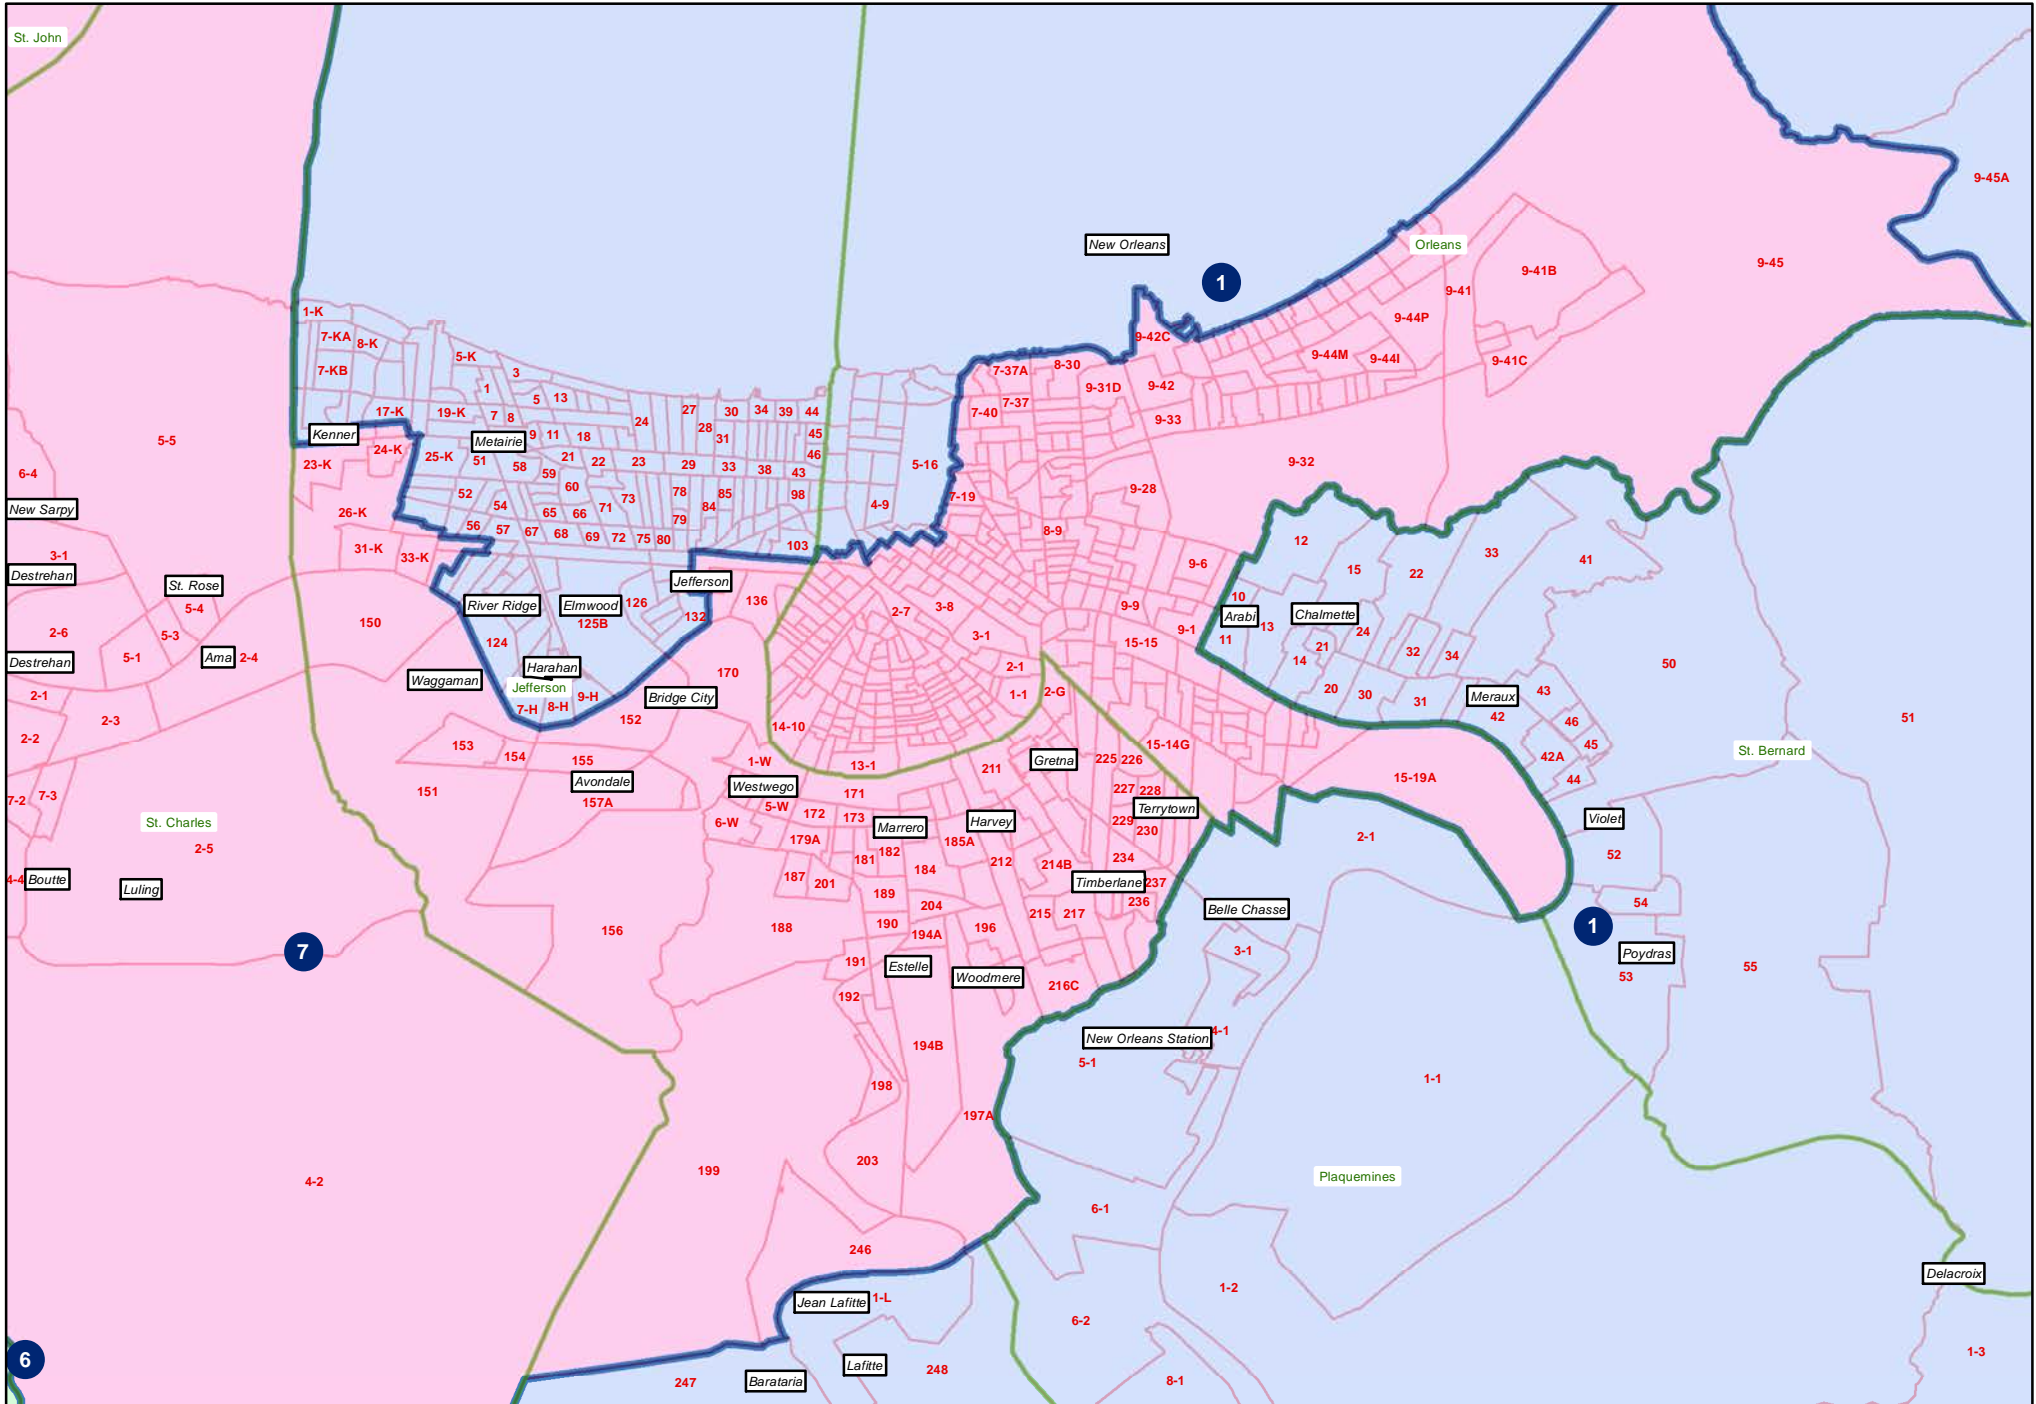 St. John
9-45A
New Orleans
Orleans
9-45
9-41B
1
9-41
1-K
9-44P
7-KA
8-K
9-42C
5-K
9-44M
9-44I
9-41C
7-KB
3
7-37A
8-30
1
9-31D
9-42
5
13
17-K
19-K
7
8
27
30
34
39
44
7-40
7-37
24
28
9-33
Kenner
Metairie
9
11
18
31
45
5-5
24-K
25-K
51
58
21
22
23
29
33
38
43
46
5-16
9-32
23-K
6-4
59
60
52
54
73
78
85
98
7-19
9-28
New Sarpy
26-K
65
66
71
84
4-9
56
57
67
68
69
72
75
79
80
103
8-9
12
33
3-1
31-K
33-K
15
22
41
9-6
Destrehan
St. Rose
Jefferson
5-4
River Ridge
Elmwood
126
136
2-7
3-8
9-9
10
Arabi
Chalmette
150
125B
132
2-6
5-3
124
3-1
15-15
9-1
11
13
24
21
32
34
Destrehan
5-1
Ama
2-4
Harahan
170
2-1
14
50
Waggaman
Jefferson
Bridge City
1-1
2-G
20
30
31
Meraux
43
2-1
9-H
7-H
8-H
152
42
46
51
2-3
14-10
2-2
153
154
155
1-W
13-1
211
Gretna
225
226
15-14G
42A
45
St. Bernard
Avondale
Westwego
15-19A
44
7-2
7-3
151
157A
171
227
228
5-W
172
173
Terrytown
St. Charles
6-W
Marrero
Harvey
229
230
Violet
2-5
179A
185A
2-1
182
181
184
212
214B
234
52
4-4
Boutte
Luling
187
201
189
Timberlane
237
236
204
215
217
Belle Chasse
54
156
188
190
194A
196
1
7
3-1
Poydras
191
Estelle
Woodmere
53
55
192
216C
194B
New Orleans Station
4-1
5-1
198
1-1
197A
203
199
4-2
Plaquemines
6-1
246
Delacroix
Jean Lafitte
1-L
1-2
6-2
6
Lafitte
248
1-3
247
Barataria
8-1